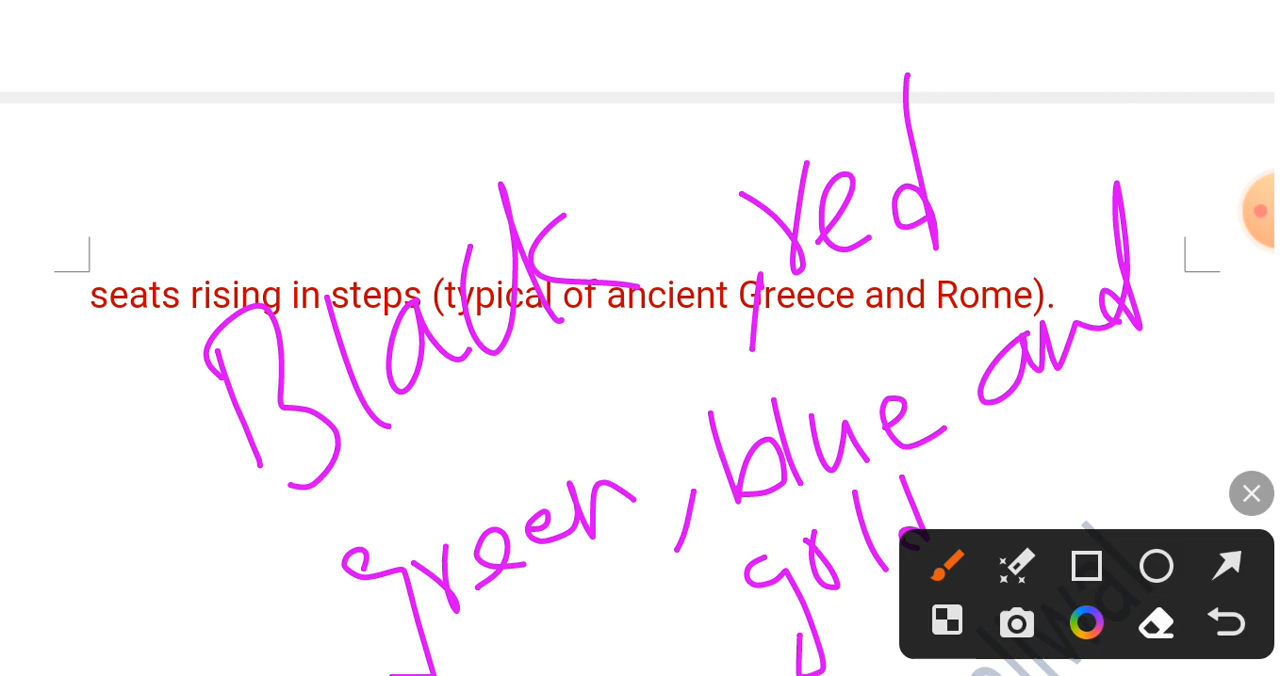 seats rising in steps (typical of ancient Greece and Rome).
Black, red
green, blue and
gold